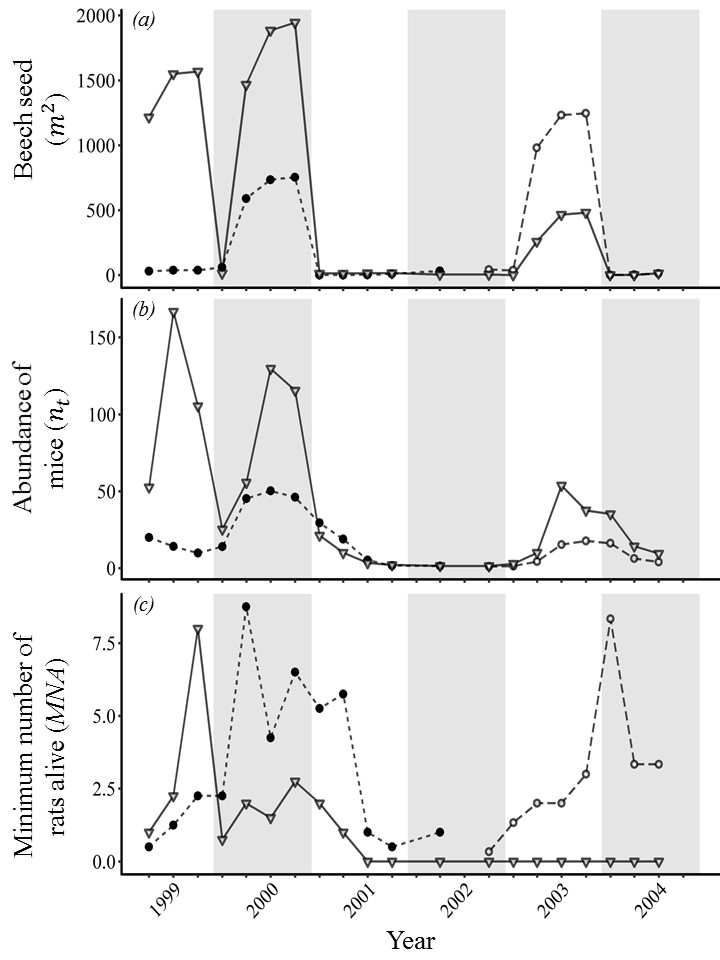 (a)
2000
1500
1000
500
0
Beech seed
(m²)
(b)
150
100
50
0
Abundance of
mice (nₜ)
(c)
7.5
5.0
2.5
0.0
Minimum number of
rats alive (MNA)
1999
2000
2001
2002
2003
2004
Year